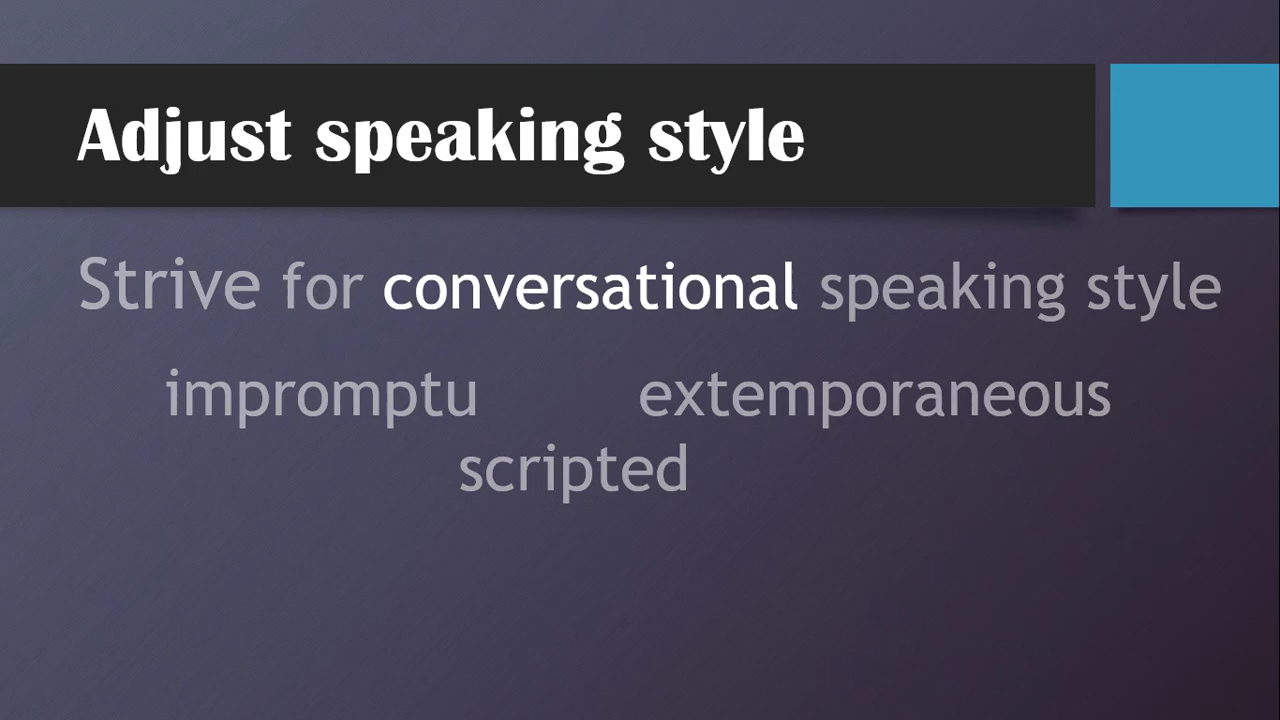 Adjust speaking style
Strive for conversational speaking style
impromptu extemporaneous
scripted